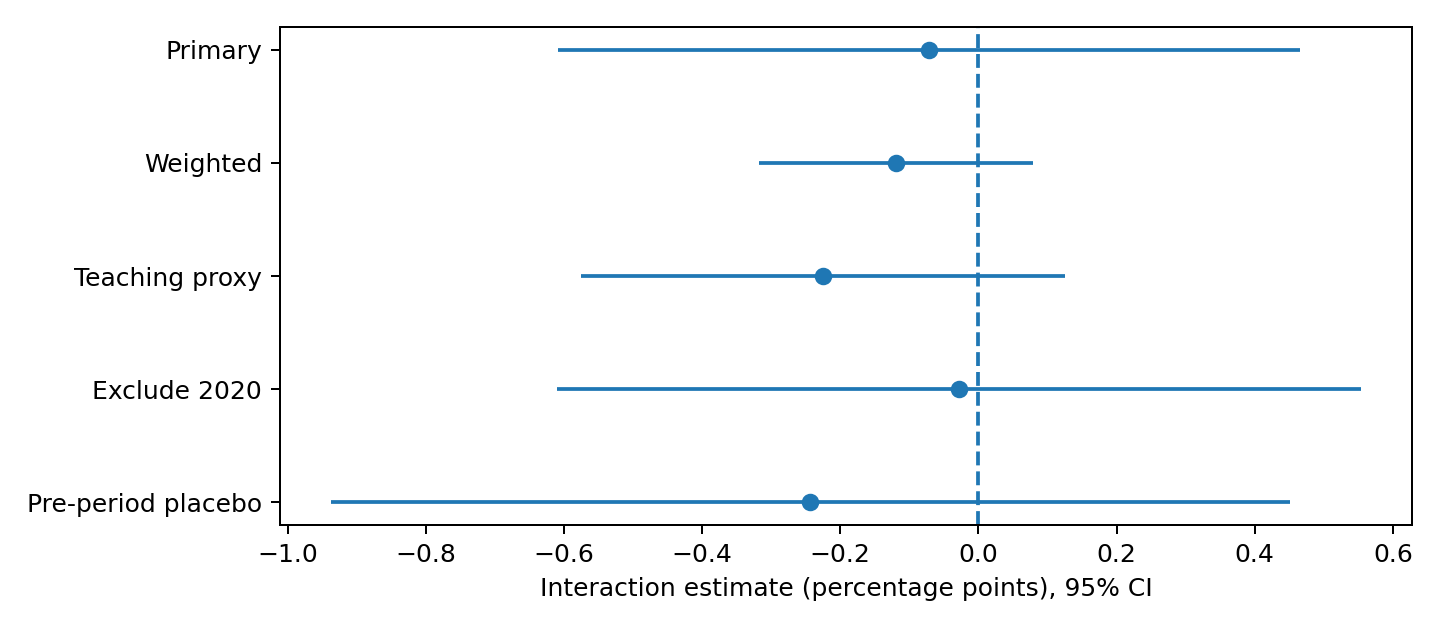 Primary
Weighted
Teaching proxy
Exclude 2020
Pre-period placebo
−1.0 −0.8 −0.6 −0.4 −0.2 0.0 0.2 0.4 0.6
Interaction estimate (percentage points), 95% CI